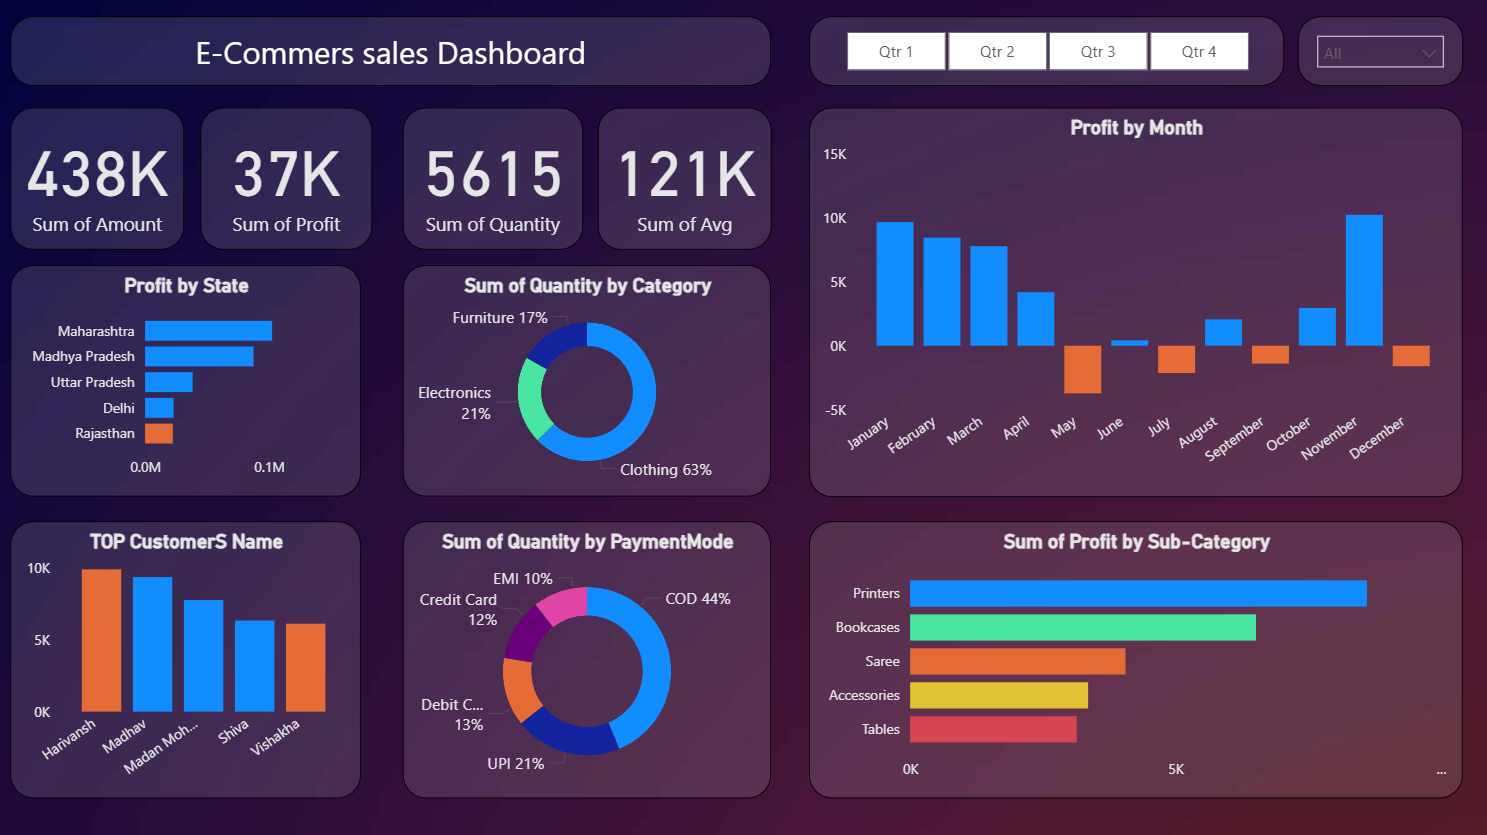 E-Commers sales Dashboard
Qtr 1
Qtr 2
Qtr 3
Qtr 4
All
438K
Sum of Amount
37K
Sum of Profit
5615
Sum of Quantity
121K
Sum of Avg
Profit by Month
15K
10K
5K
0K
-5K
January
February
March
April
May
June
July
August
September
October
November
December
Profit by State
Maharashtra
Madhya Pradesh
Uttar Pradesh
Delhi
Rajasthan
0.0M
0.1M
Sum of Quantity by Category
Furniture 17%
Electronics
21%
Clothing 63%
TOP CustomerS Name
10K
5K
0K
Harivansh
Madhav
Madan Moh...
Shiva
Vishakha
Sum of Quantity by PaymentMode
EMI 10%
Credit Card
12%
COD 44%
Debit C...
13%
UPI 21%
Sum of Profit by Sub-Category
Printers
Bookcases
Saree
Accessories
Tables
0K
5K
...